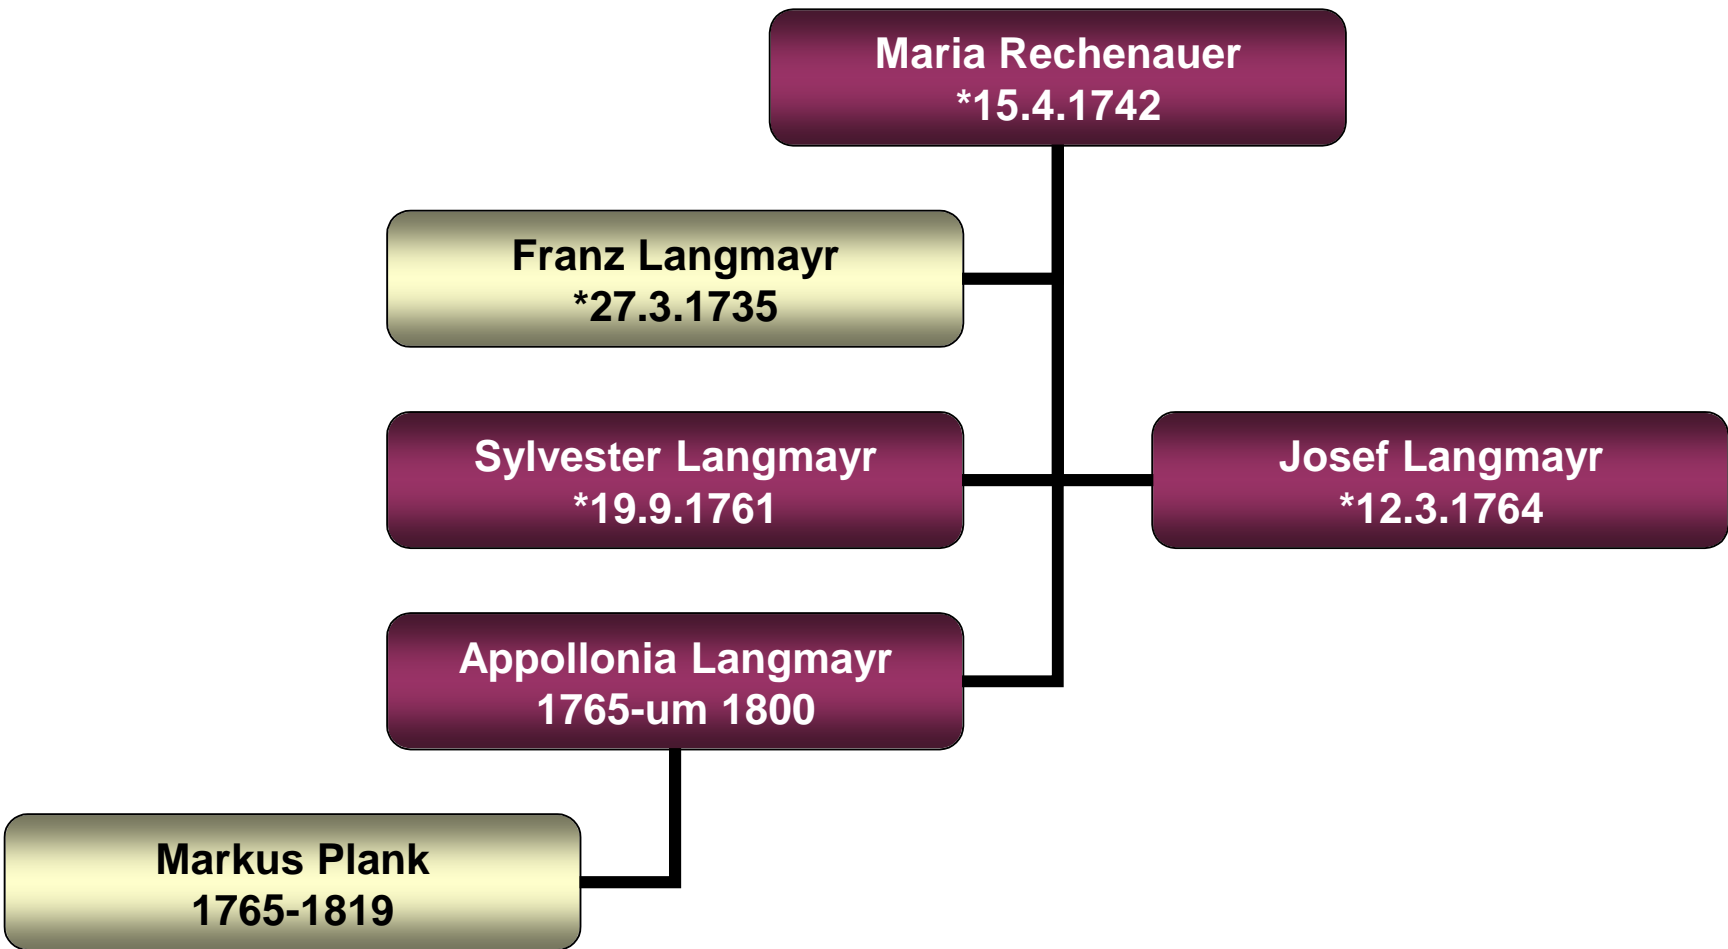 Maria Rechenauer
*15.4.1742
Franz Langmayr
*27.3.1735
Sylvester Langmayr
*19.9.1761
Josef Langmayr
*12.3.1764
Appollonia Langmayr
1765-um 1800
Markus Plank
1765-1819